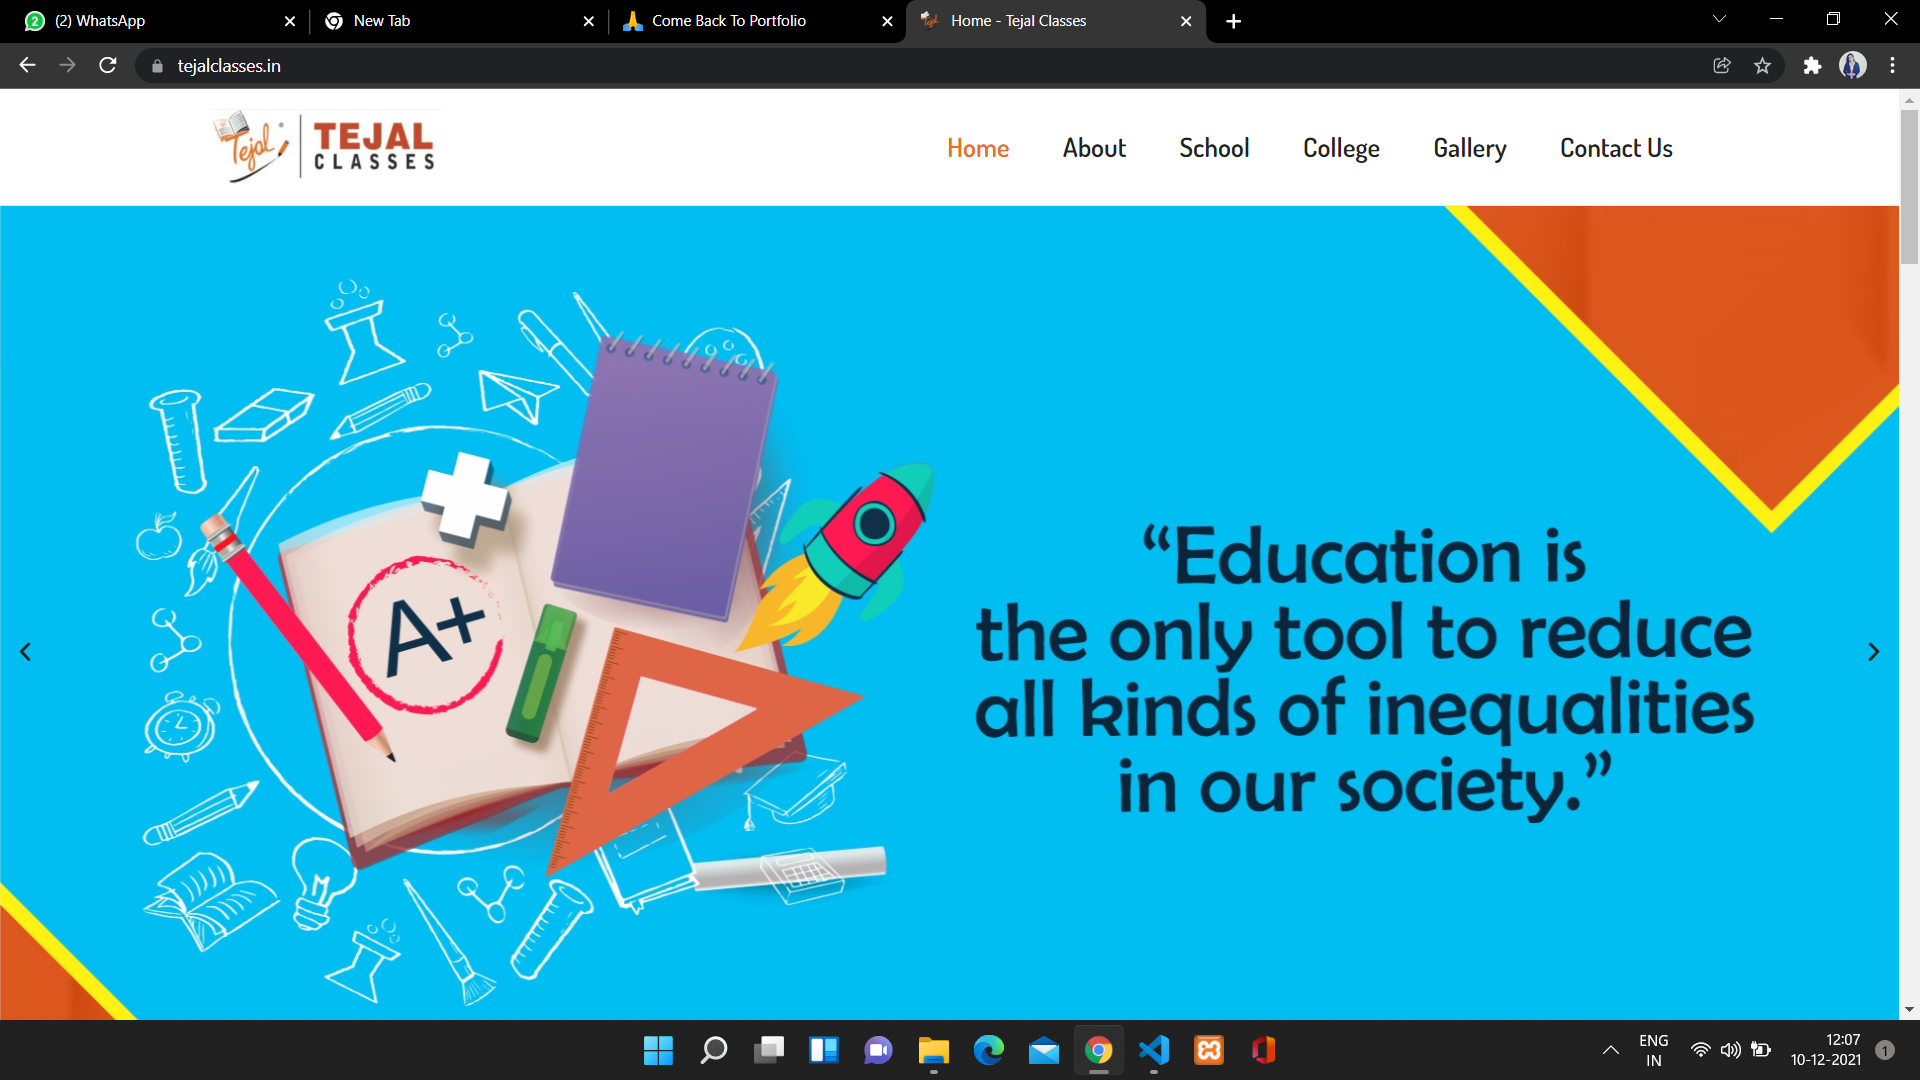 (2) WhatsApp
New Tab
Come Back To Portfolio
Home - Tejal Classes
tejalclasses.in
Tejal
TEJAL
CLASSES
Home
About
School
College
Gallery
Contact Us
A+
“Education is
the only tool to reduce
all kinds of inequalities
in our society.”
ENG
IN
12:07
10-12-2021
1